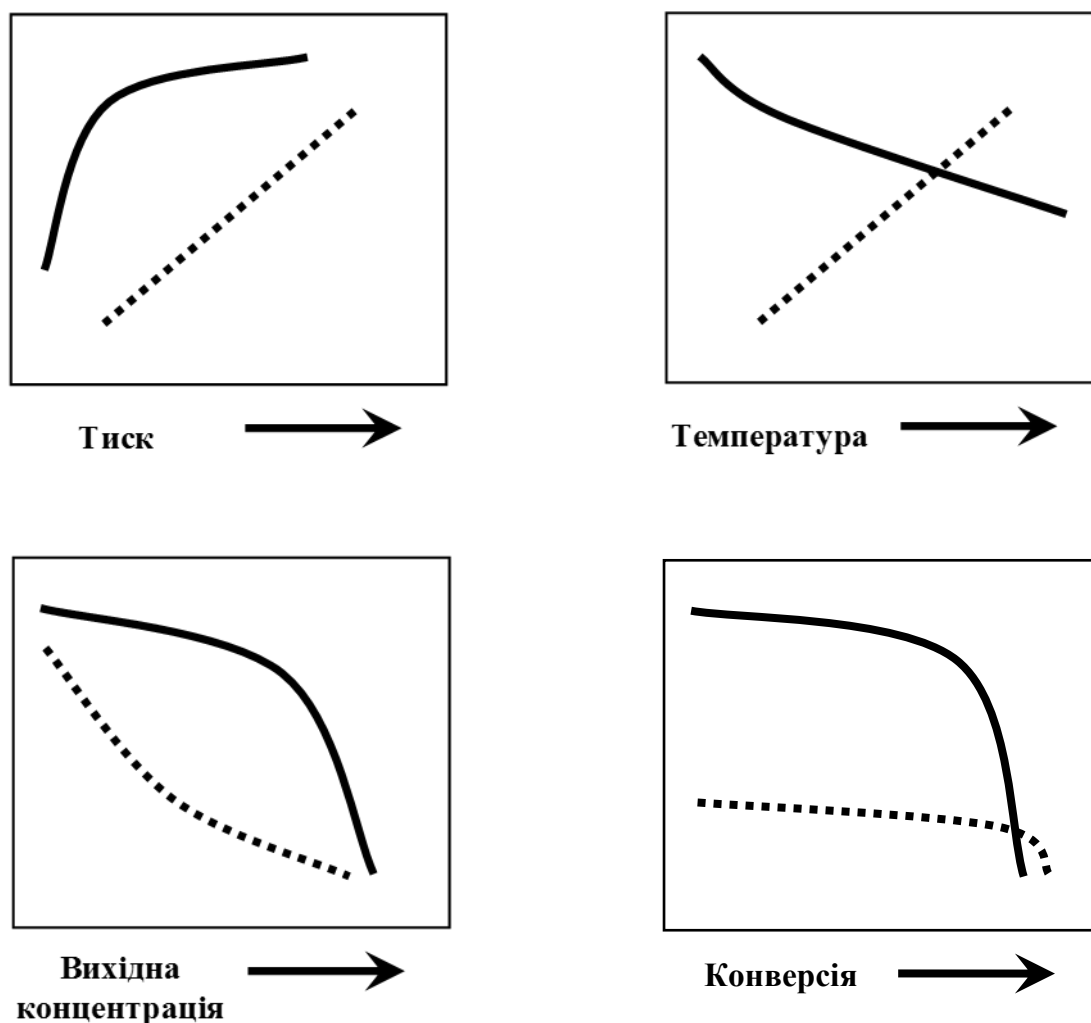 Тиск
Температура
Вихідна
концентрація
Конверсія